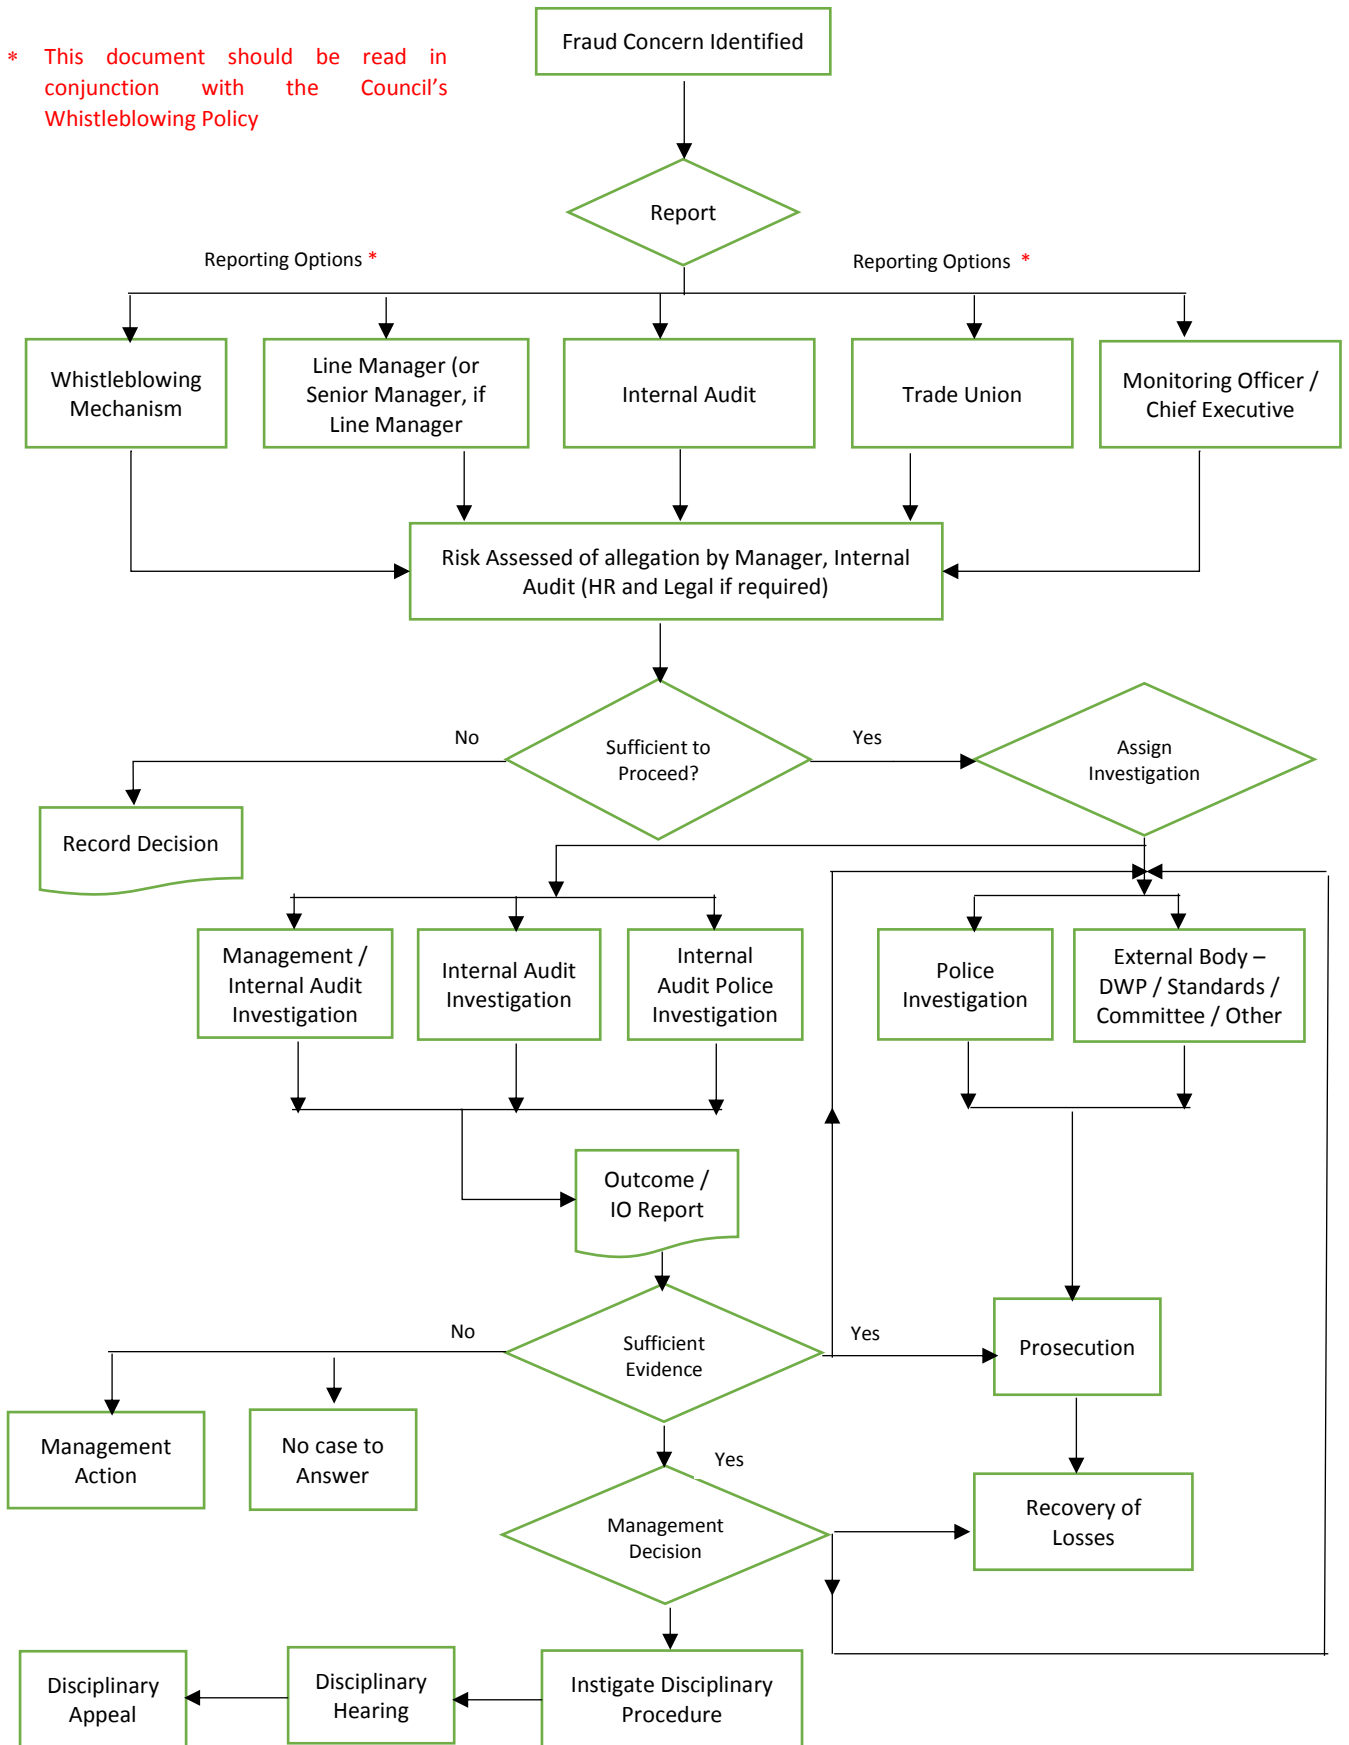 Fraud Concern Identified
* This document should be read in
conjunction with the Council's
Whistleblowing Policy
Report
Reporting Options *
Reporting Options *
Whistleblowing
Mechanism
Line Manager (or
Senior Manager, if
Line Manager
Internal Audit
Trade Union
Monitoring Officer /
Chief Executive
Risk Assessed of allegation by Manager, Internal
Audit (HR and Legal if required)
No
Sufficient to
Proceed?
Yes
Assign
Investigation
Record Decision
Management /
Internal Audit
Investigation
Internal Audit
Investigation
Internal
Audit Police
Investigation
Police
Investigation
External Body –
DWP / Standards /
Committee / Other
Outcome /
IO Report
No
Sufficient
Evidence
Yes
Prosecution
Management
Action
No case to
Answer
Yes
Management
Decision
Recovery of
Losses
Disciplinary
Appeal
Disciplinary
Hearing
Instigate Disciplinary
Procedure